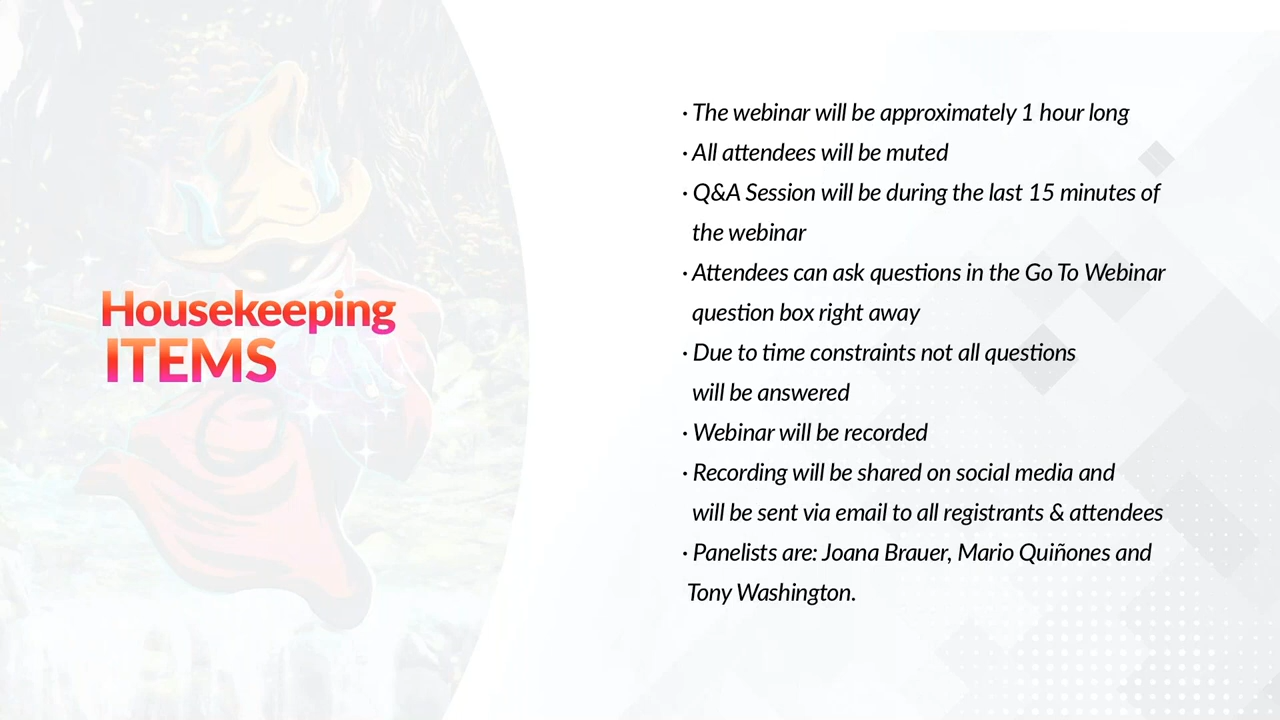 Housekeeping
ITEMS
· The webinar will be approximately 1 hour long
· All attendees will be muted
· Q&A Session will be during the last 15 minutes of
the webinar
· Attendees can ask questions in the Go To Webinar
question box right away
· Due to time constraints not all questions
will be answered
· Webinar will be recorded
· Recording will be shared on social media and
will be sent via email to all registrants & attendees
· Panelists are: Joana Brauer, Mario Quiñones and
Tony Washington.